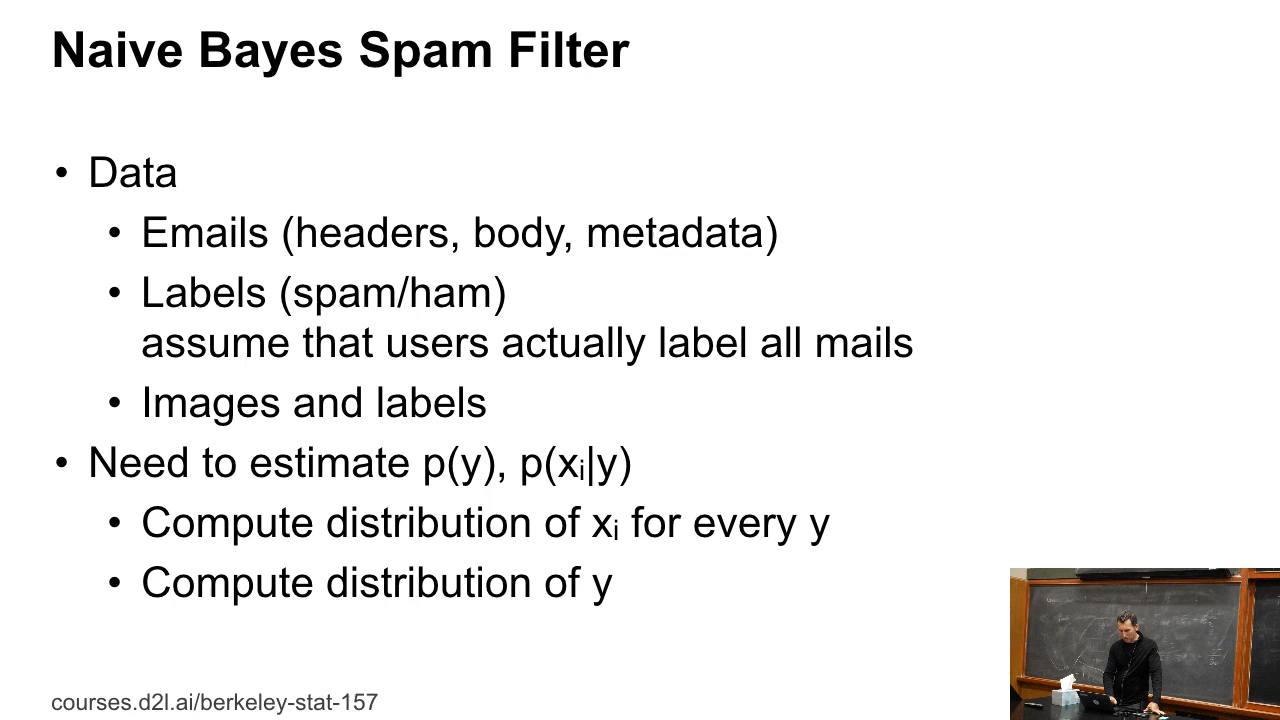 Naive Bayes Spam Filter
• Data
• Emails (headers, body, metadata)
• Labels (spam/ham)
assume that users actually label all mails
• Images and labels
• Need to estimate p(y), p(xᵢ|y)
• Compute distribution of xᵢ for every y
• Compute distribution of y
courses.d2l.ai/berkeley-stat-157